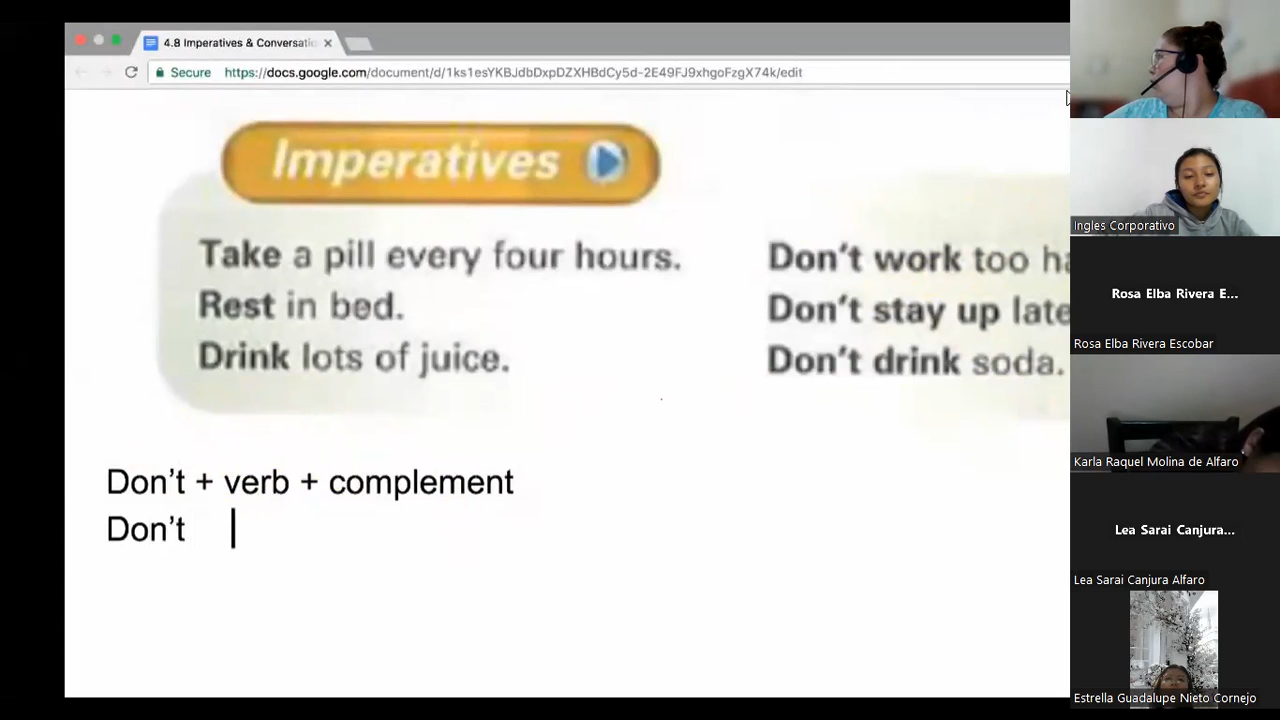 4.8 Imperatives & Conversatio
Secure https://docs.google.com/document/d/1ks1esYKBJdbDxpDZXHBdCy5d-2E49FJ9xhgoFzgX74k/edit
Imperatives
Take a pill every four hours.
Rest in bed.
Drink lots of juice.
Don't work too ha
Don't stay up late
Don't drink soda.
Don't + verb + complement
Don't
Ingles Corporativo
Rosa Elba Rivera E...
Rosa Elba Rivera Escobar
Karla Raquel Molina de Alfaro
Lea Sarai Canjura...
Lea Sarai Canjura Alfaro
Estrella Guadalupe Nieto Cornejo